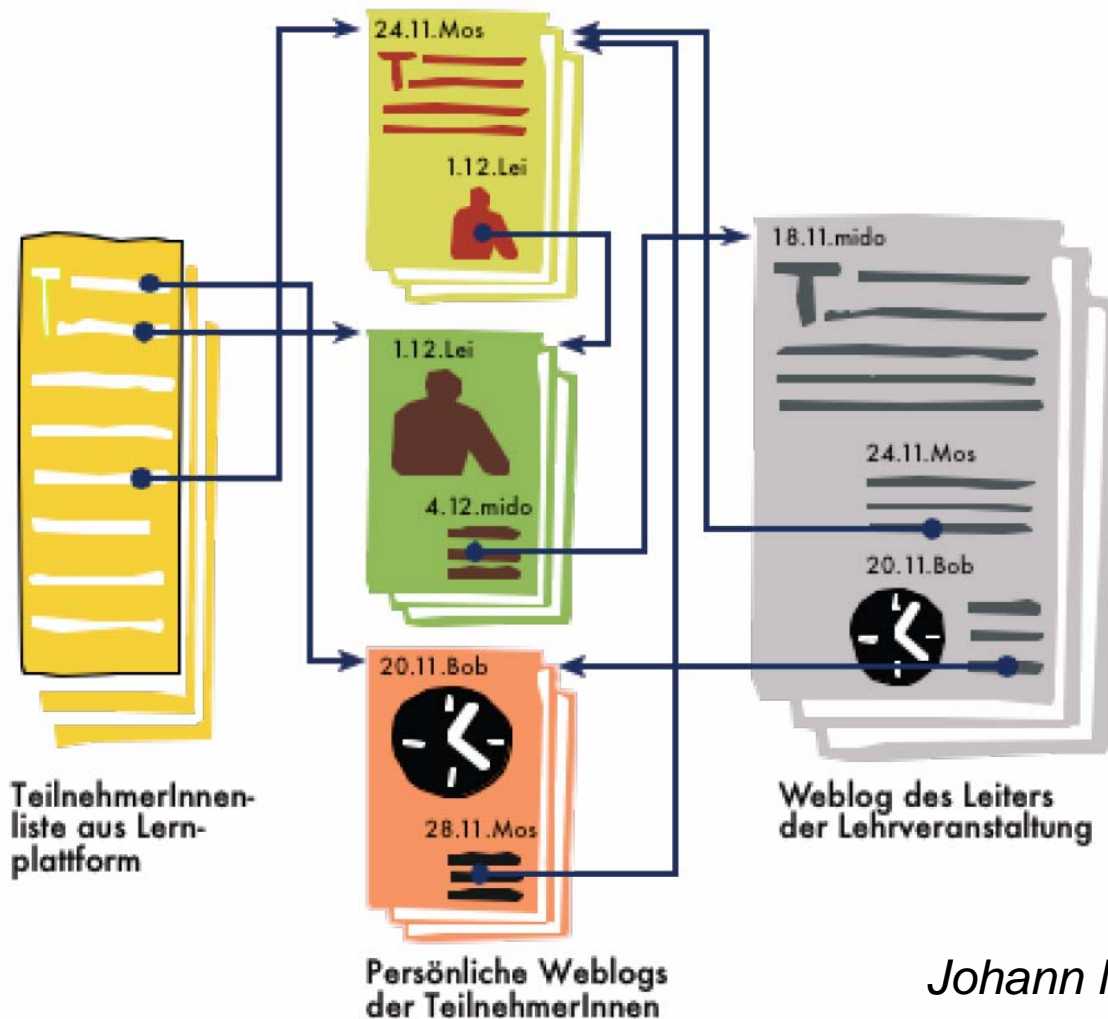 24.11.Mos
1.12.Lei
18.11.mido
1.12.Lei
24.11.Mos
4.12.mido
20.11.Bob
20.11.Bob
28.11.Mos
TeilnehmerInnen-
liste aus Lern-
plattform
Weblog des Leiters
der Lehrveranstaltung
Persönliche Weblogs
der TeilnehmerInnen
Johann